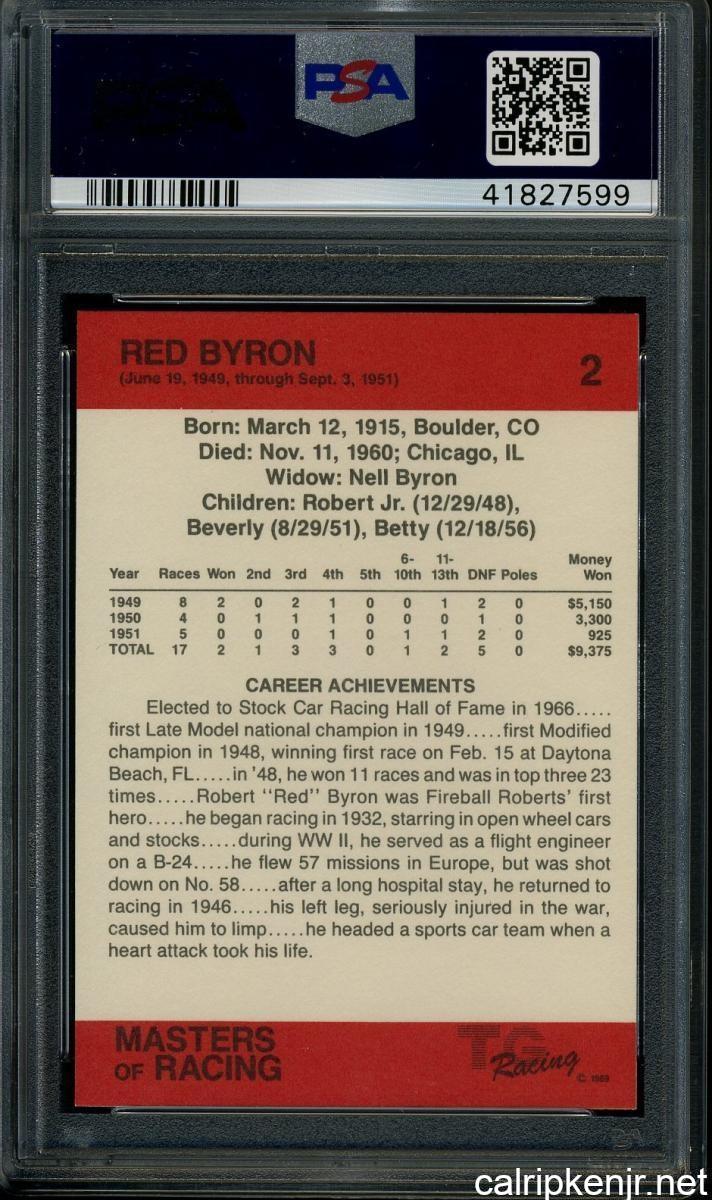 PSA
PSA
41827599
RED BYRON
(June 19, 1949, through Sept. 3, 1951)
2
Born: March 12, 1915, Boulder, CO
Died: Nov. 11, 1960; Chicago, IL
Widow: Nell Byron
Children: Robert Jr. (12/29/48),
Beverly (8/29/51), Betty (12/18/56)
6- 11- Money
Year Races Won 2nd 3rd 4th 5th 10th 13th DNF Poles Won
1949 8 2 0 2 1 0 0 1 2 0 $5,150
1950 4 0 1 1 1 0 0 0 1 0 3,300
1951 5 0 0 0 1 0 1 1 2 0 925
TOTAL 17 2 1 3 3 0 1 2 5 0 $9,375
CAREER ACHIEVEMENTS
Elected to Stock Car Racing Hall of Fame in 1966.....
first Late Model national champion in 1949.....first Modified
champion in 1948, winning first race on Feb. 15 at Daytona
Beach, FL.....in '48, he won 11 races and was in top three 23
times.....Robert "Red" Byron was Fireball Roberts' first
hero.....he began racing in 1932, starring in open wheel cars
and stocks.....during WW II, he served as a flight engineer
on a B-24.....he flew 57 missions in Europe, but was shot
down on No. 58.....after a long hospital stay, he returned to
racing in 1946.....his left leg, seriously injured in the war,
caused him to limp.....he headed a sports car team when a
heart attack took his life.
MASTERS
OF RACING
TG
Racing
© 1989
calripkenjr.net